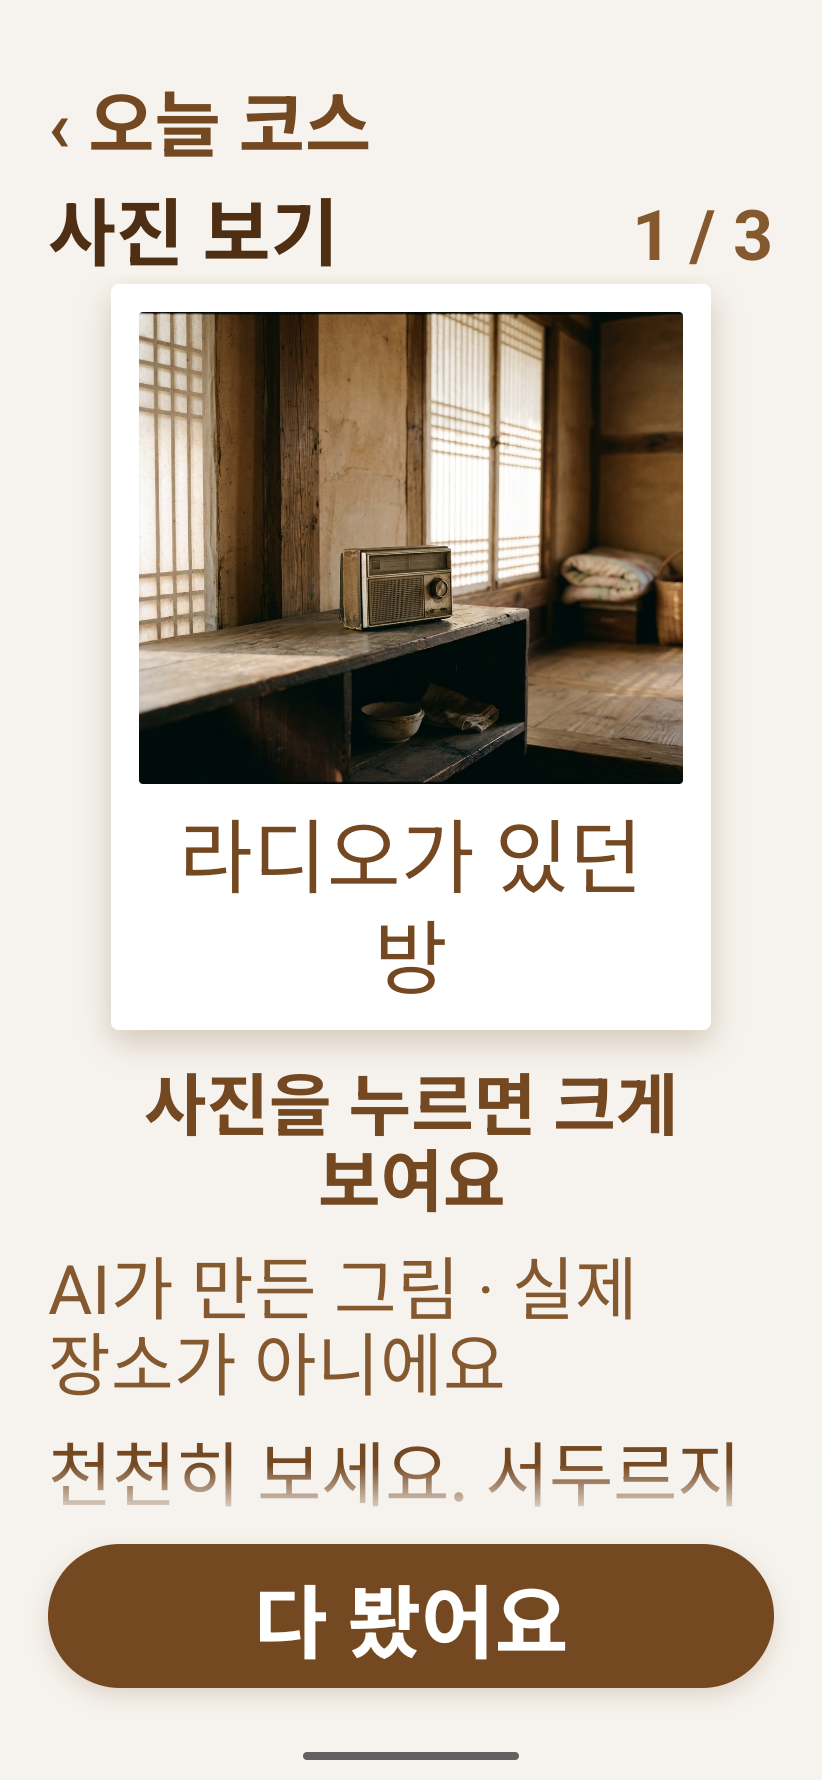 ‹ 오늘 코스
사진 보기
1 / 3
라디오가 있던
방
사진을 누르면 크게
보여요
AI가 만든 그림 · 실제
장소가 아니에요
천천히 보세요. 서두르지
다 봤어요